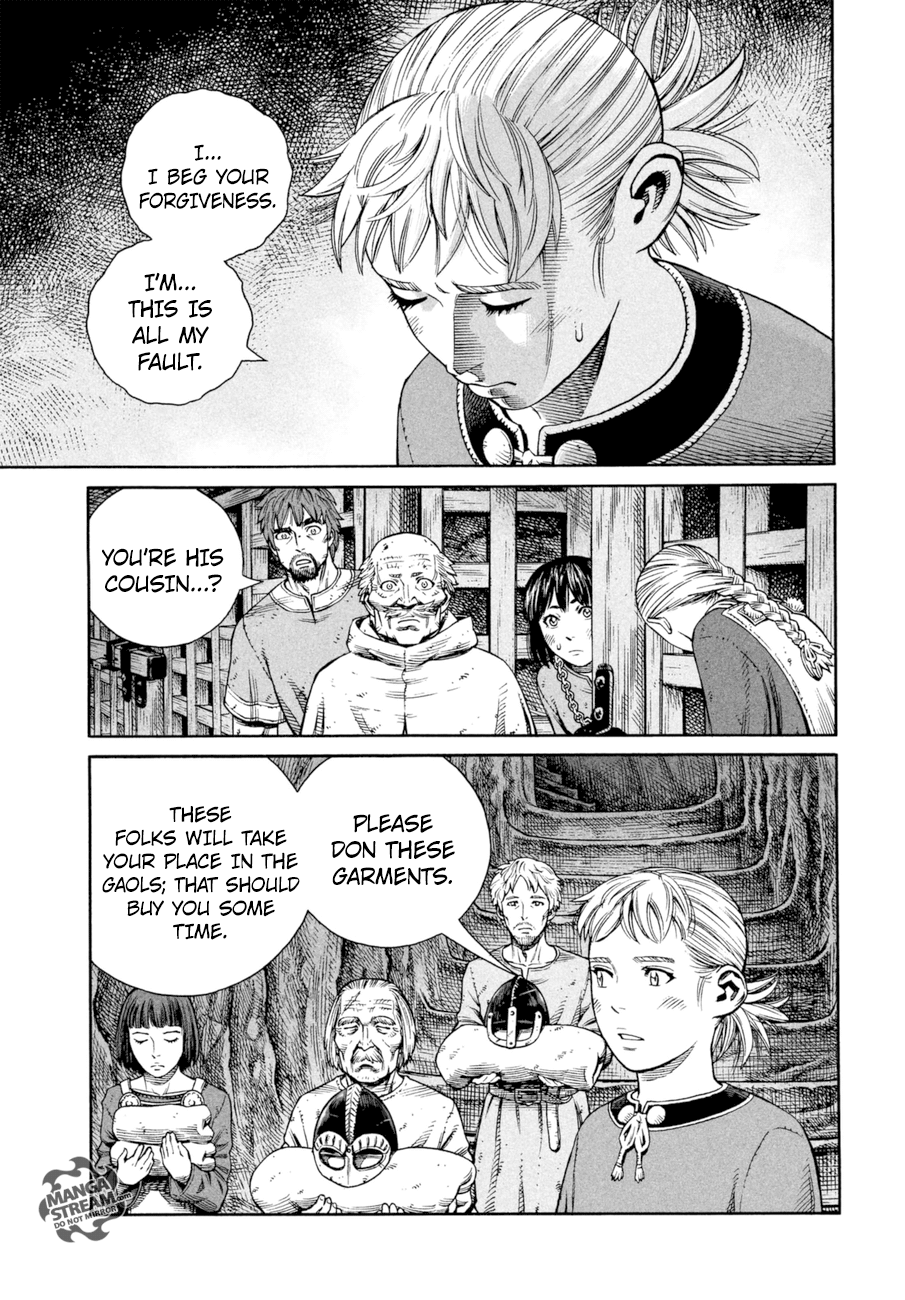 I...
I BEG YOUR
FORGIVENESS.
I'M...
THIS IS
ALL MY
FAULT.
YOU'RE HIS
COUSIN...?
PLEASE
DON THESE
GARMENTS.
THESE
FOLKS WILL TAKE
YOUR PLACE IN THE
GAOLS; THAT SHOULD
BUY YOU SOME
TIME.
MANGA
STREAM.com
DO NOT MIRROR